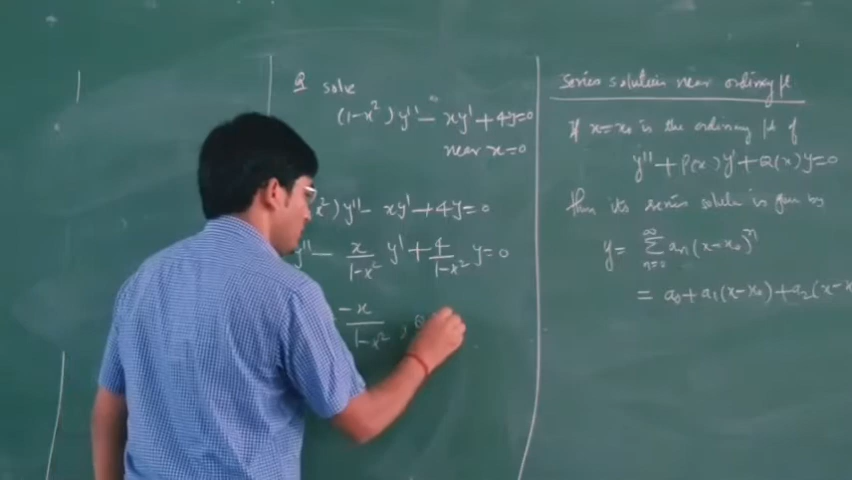 Q solve
(1-x²)y'' - xy' + 4y = 0
near x=0
x²)y'' - xy' + 4y = 0
y'' - x/1-x² y' + 4/1-x² y = 0
-x/1-x² ,
Series solution near ordinary pt
If x=x₀ is the ordinary pt of
y'' + P(x)y' + Q(x)y = 0
then its series solution is given by
y = ∑_{n=0}^{∞} aₙ(x-x₀)ⁿ
= a₀ + a₁(x-x₀) + a₂(x-x